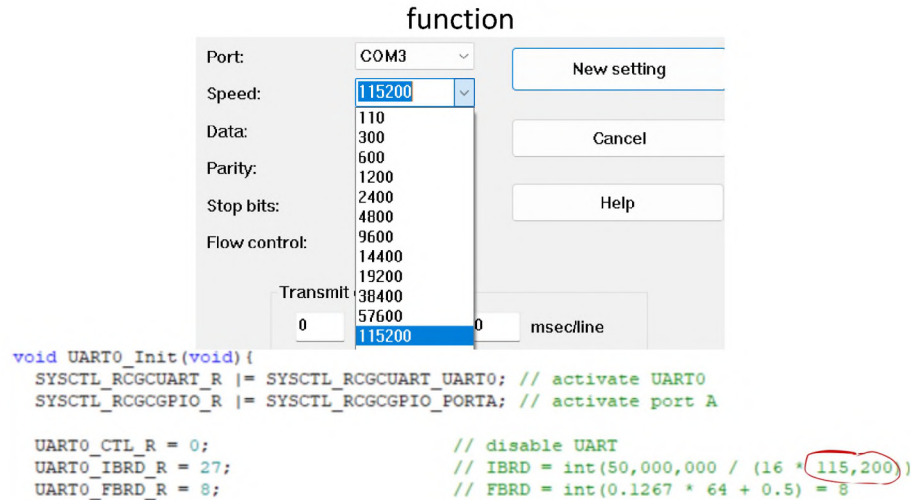 function
Port:
COM3
New setting
Speed:
115200
110
Data:
300
Cancel
600
Parity:
1200
2400
Stop bits:
Help
4800
9600
Flow control:
14400
19200
Transmit
38400
57600
0
0
msec/line
115200
void UART0_Init(void){
SYSCTL_RCGCUART_R |= SYSCTL_RCGCUART_UART0; // activate UART0
SYSCTL_RCGCGPIO_R |= SYSCTL_RCGCGPIO_PORTA; // activate port A
UART0_CTL_R = 0; // disable UART
UART0_IBRD_R = 27; // IBRD = int(50,000,000 / (16 * 115,200))
UART0_FBRD_R = 8; // FBRD = int(0.1267 * 64 + 0.5) = 8